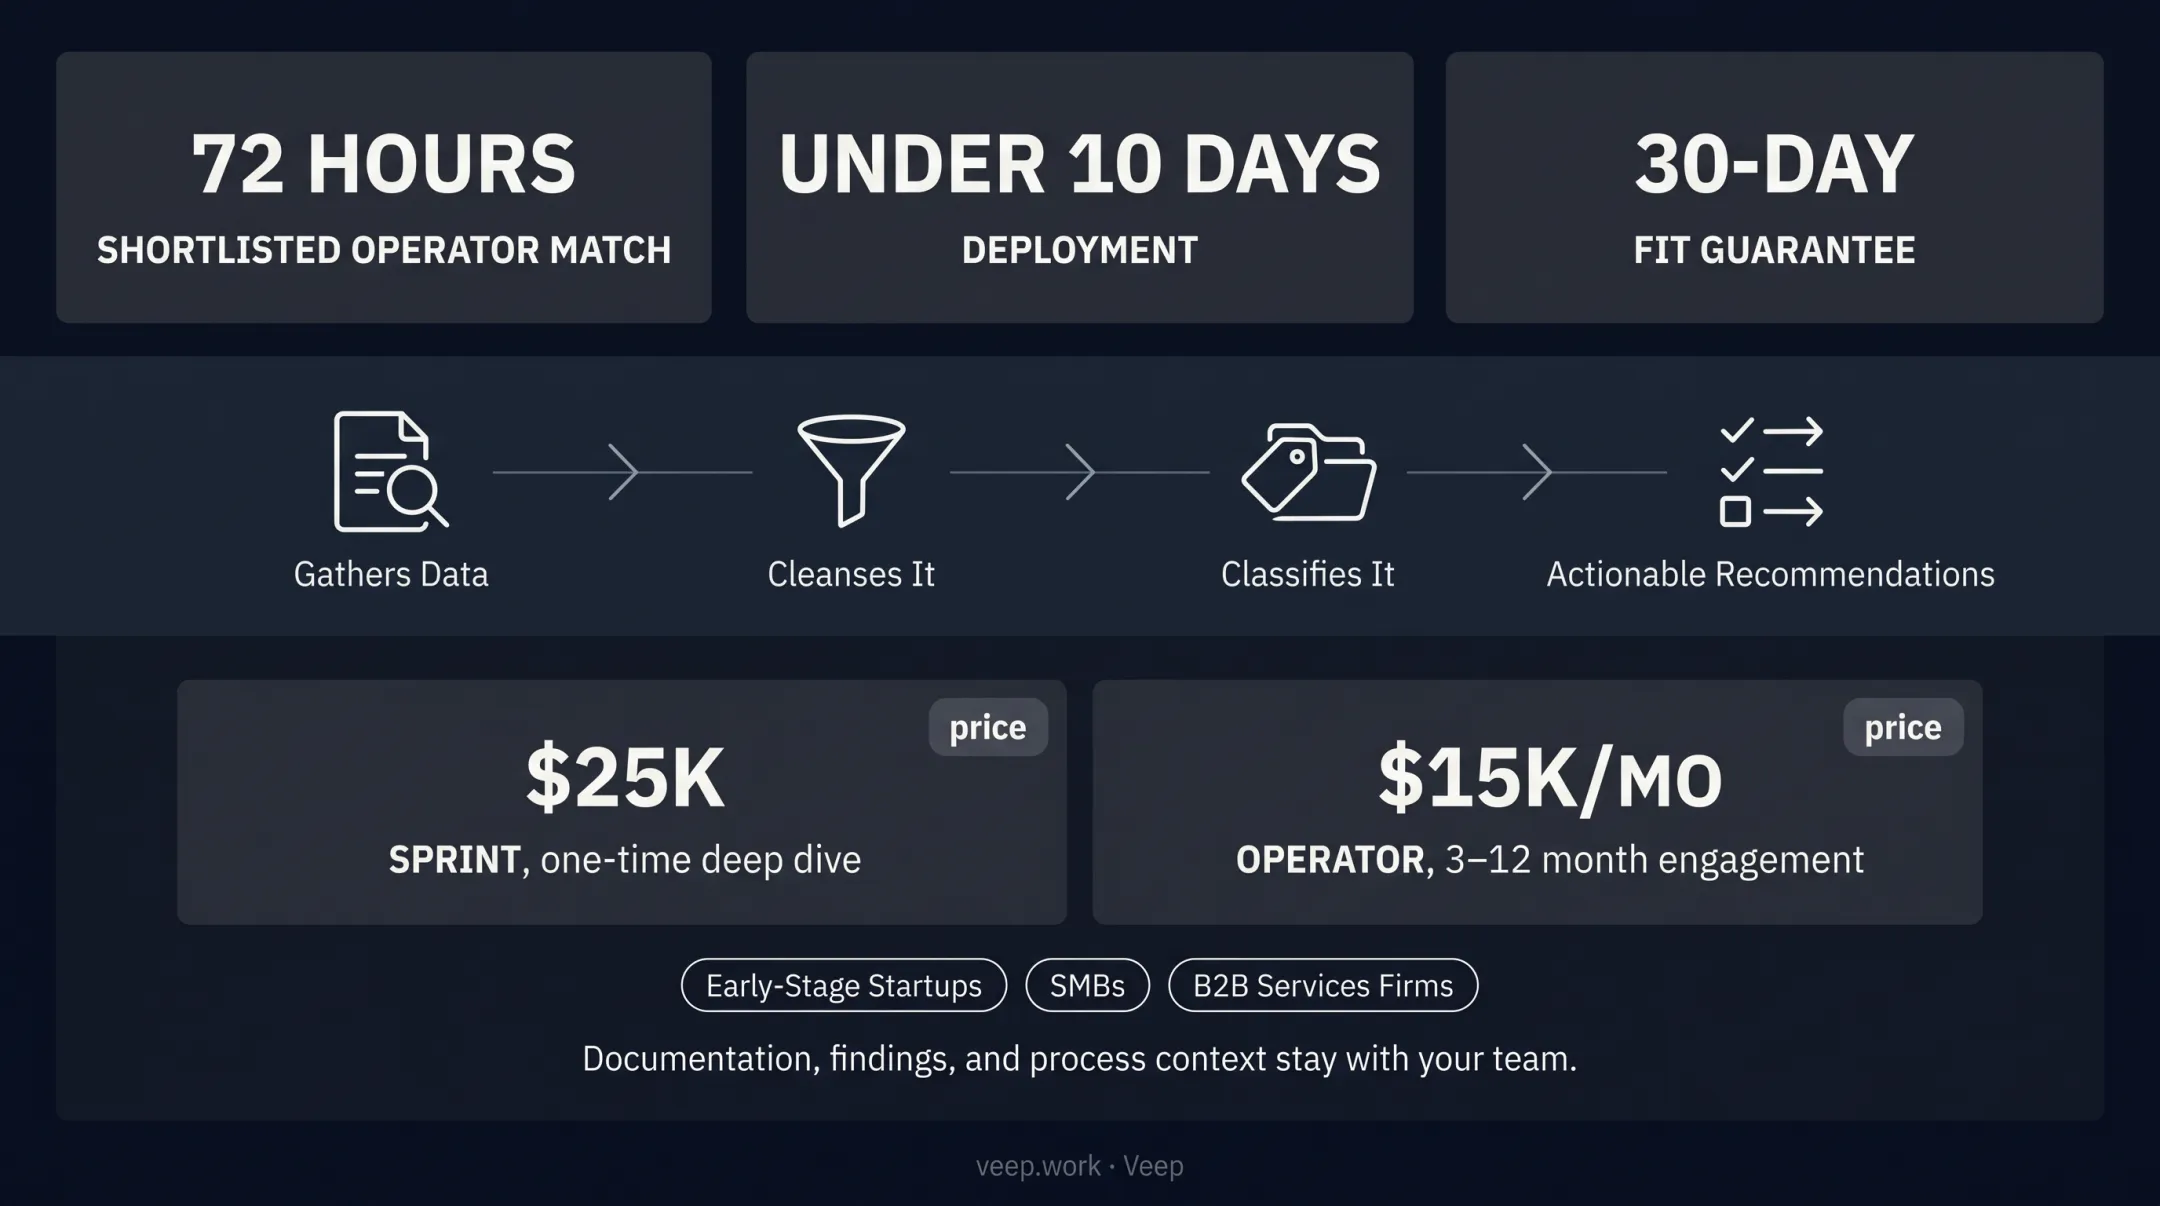 72 HOURS
SHORTLISTED OPERATOR MATCH
UNDER 10 DAYS
DEPLOYMENT
30-DAY
FIT GUARANTEE
Gathers Data
Cleanses It
Classifies It
Actionable Recommendations
price
$25K
SPRINT, one-time deep dive
price
$15K/MO
OPERATOR, 3–12 month engagement
Early-Stage Startups
SMBs
B2B Services Firms
Documentation, findings, and process context stay with your team.
veep.work · Veep